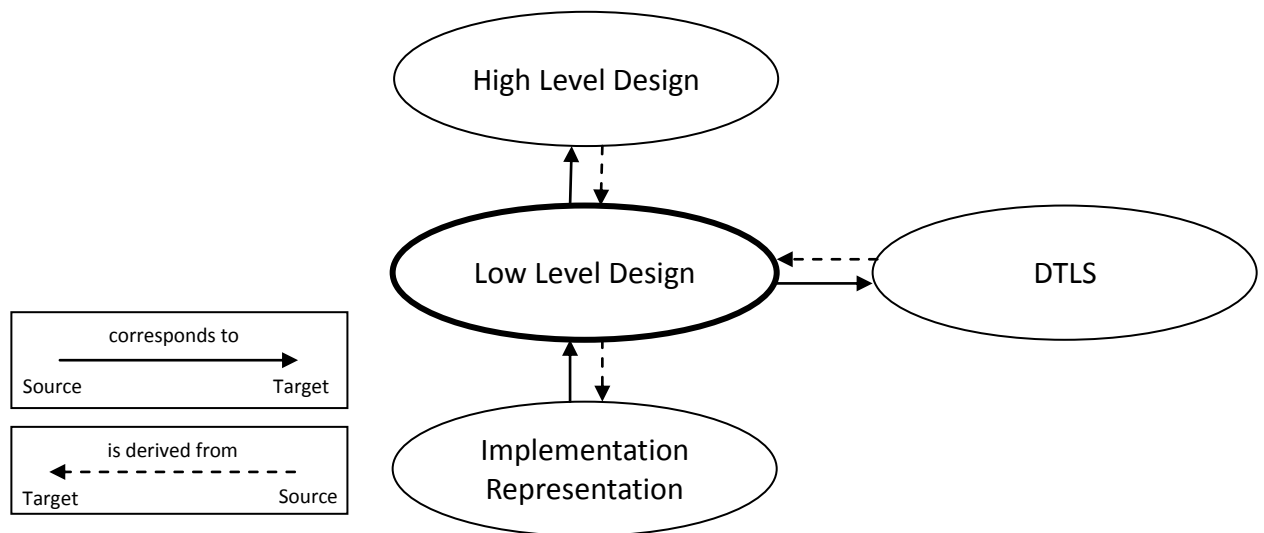 High Level Design
Low Level Design
DTLS
corresponds to
Source Target
is derived from
Target Source
Implementation
Representation